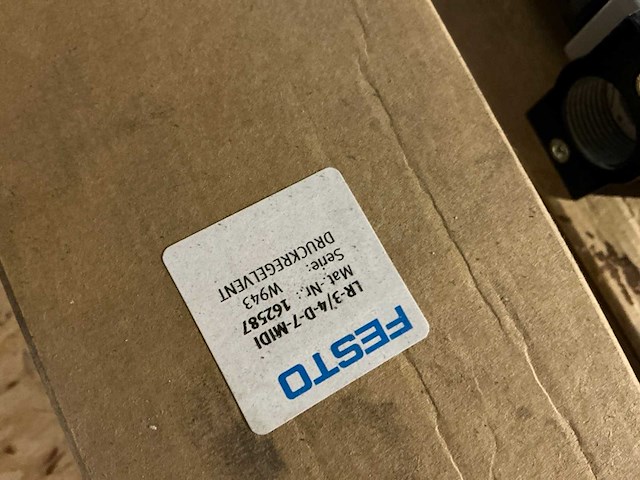 FESTO
LR-3/4-D-7-MIDI
Mat.-Nr.: 162587
Serie: W943
DRUCKREGELVENT